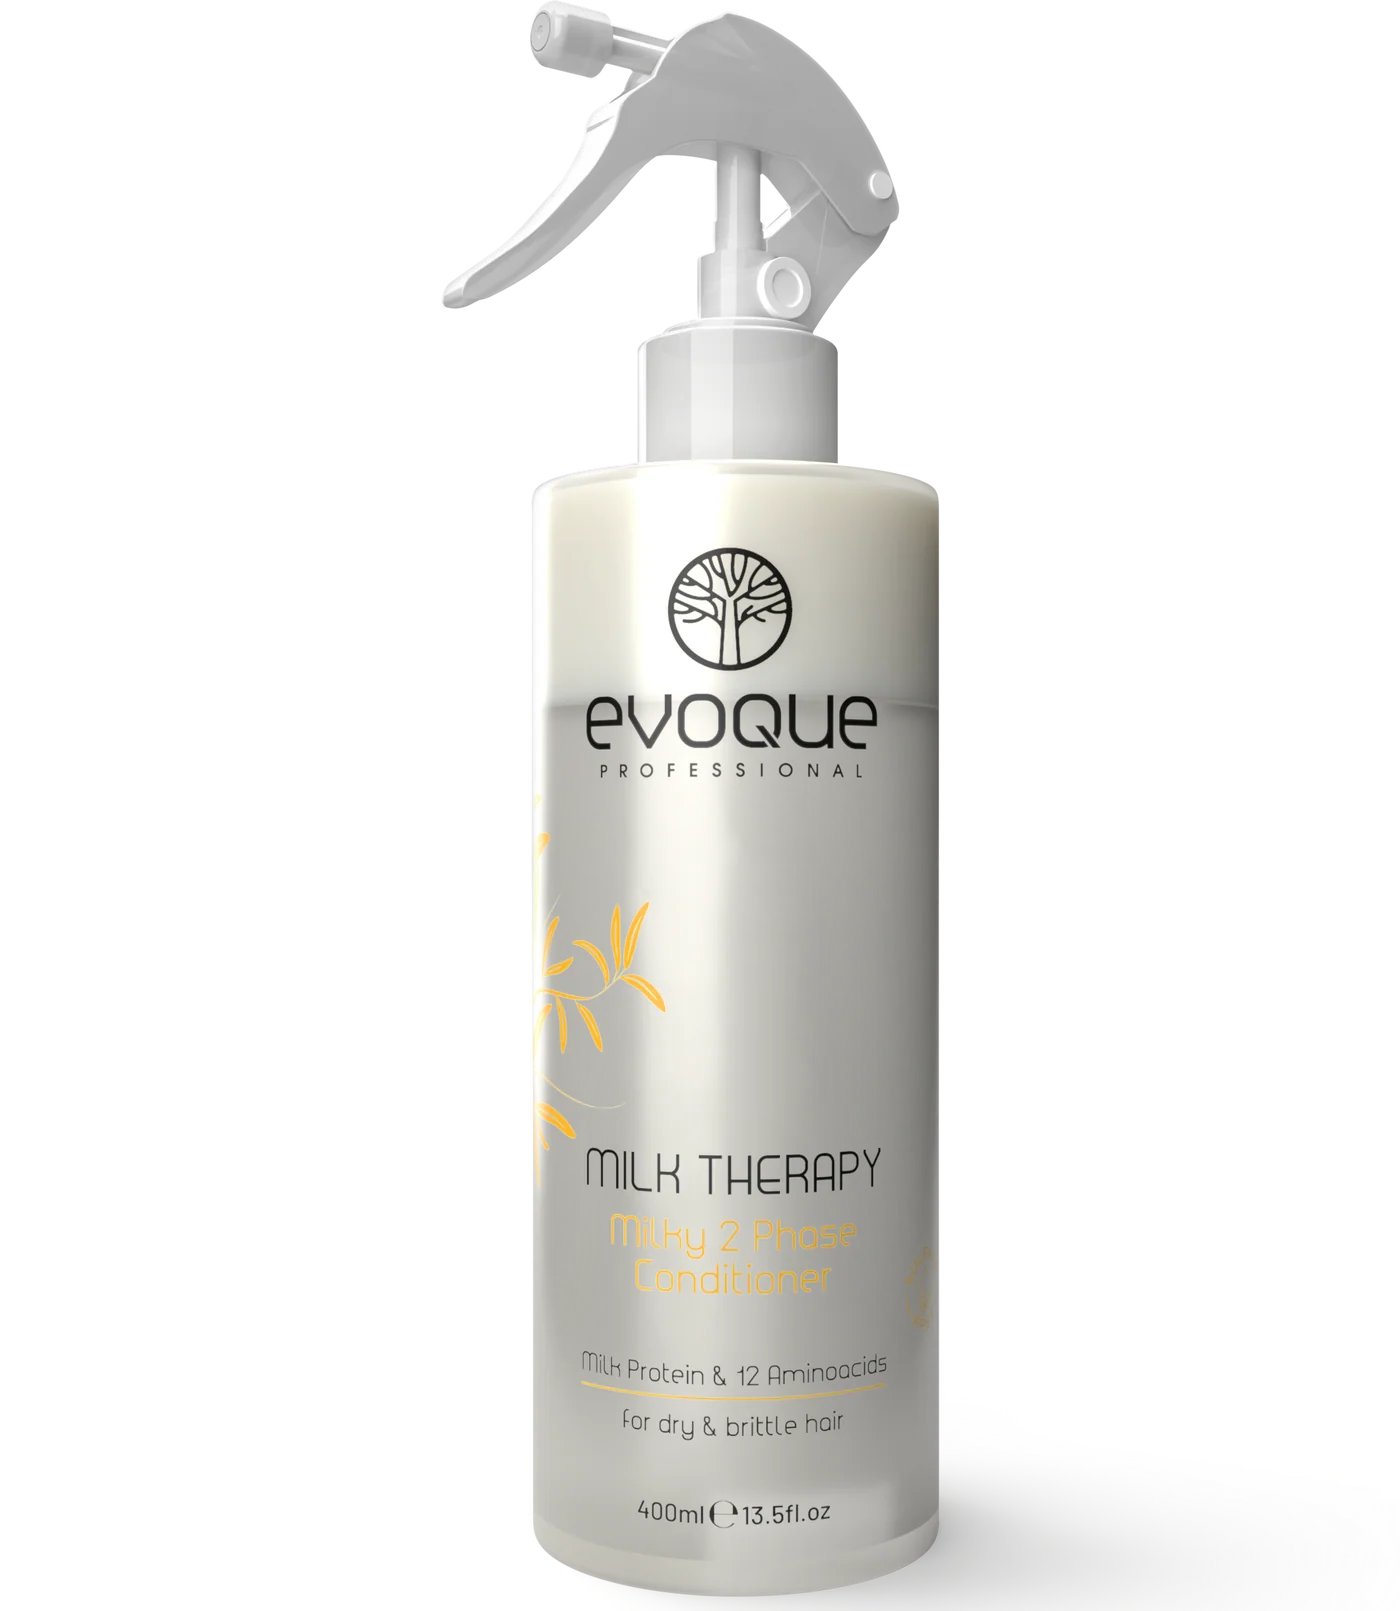 evoque
PROFESSIONAL
MILK THERAPY
Milky 2 Phase
Conditioner
Milk Protein & 12 Aminoacids
for dry & brittle hair
400ml ℮ 13.5fl.oz